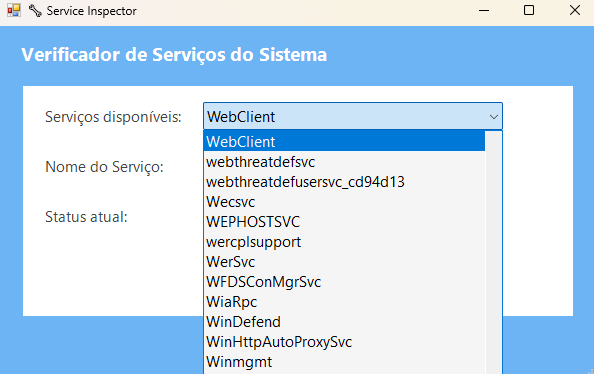 Service Inspector
Verificador de Serviços do Sistema
Serviços disponíveis:
WebClient
Nome do Serviço:
Status atual:
WebClient
webthreatdefsvc
webthreatdefusersvc_cd94d13
Wecsvc
WEPHOSTSVC
wercplsupport
WerSvc
WFDSConMgrSvc
WiaRpc
WinDefend
WinHttpAutoProxySvc
Winmgmt